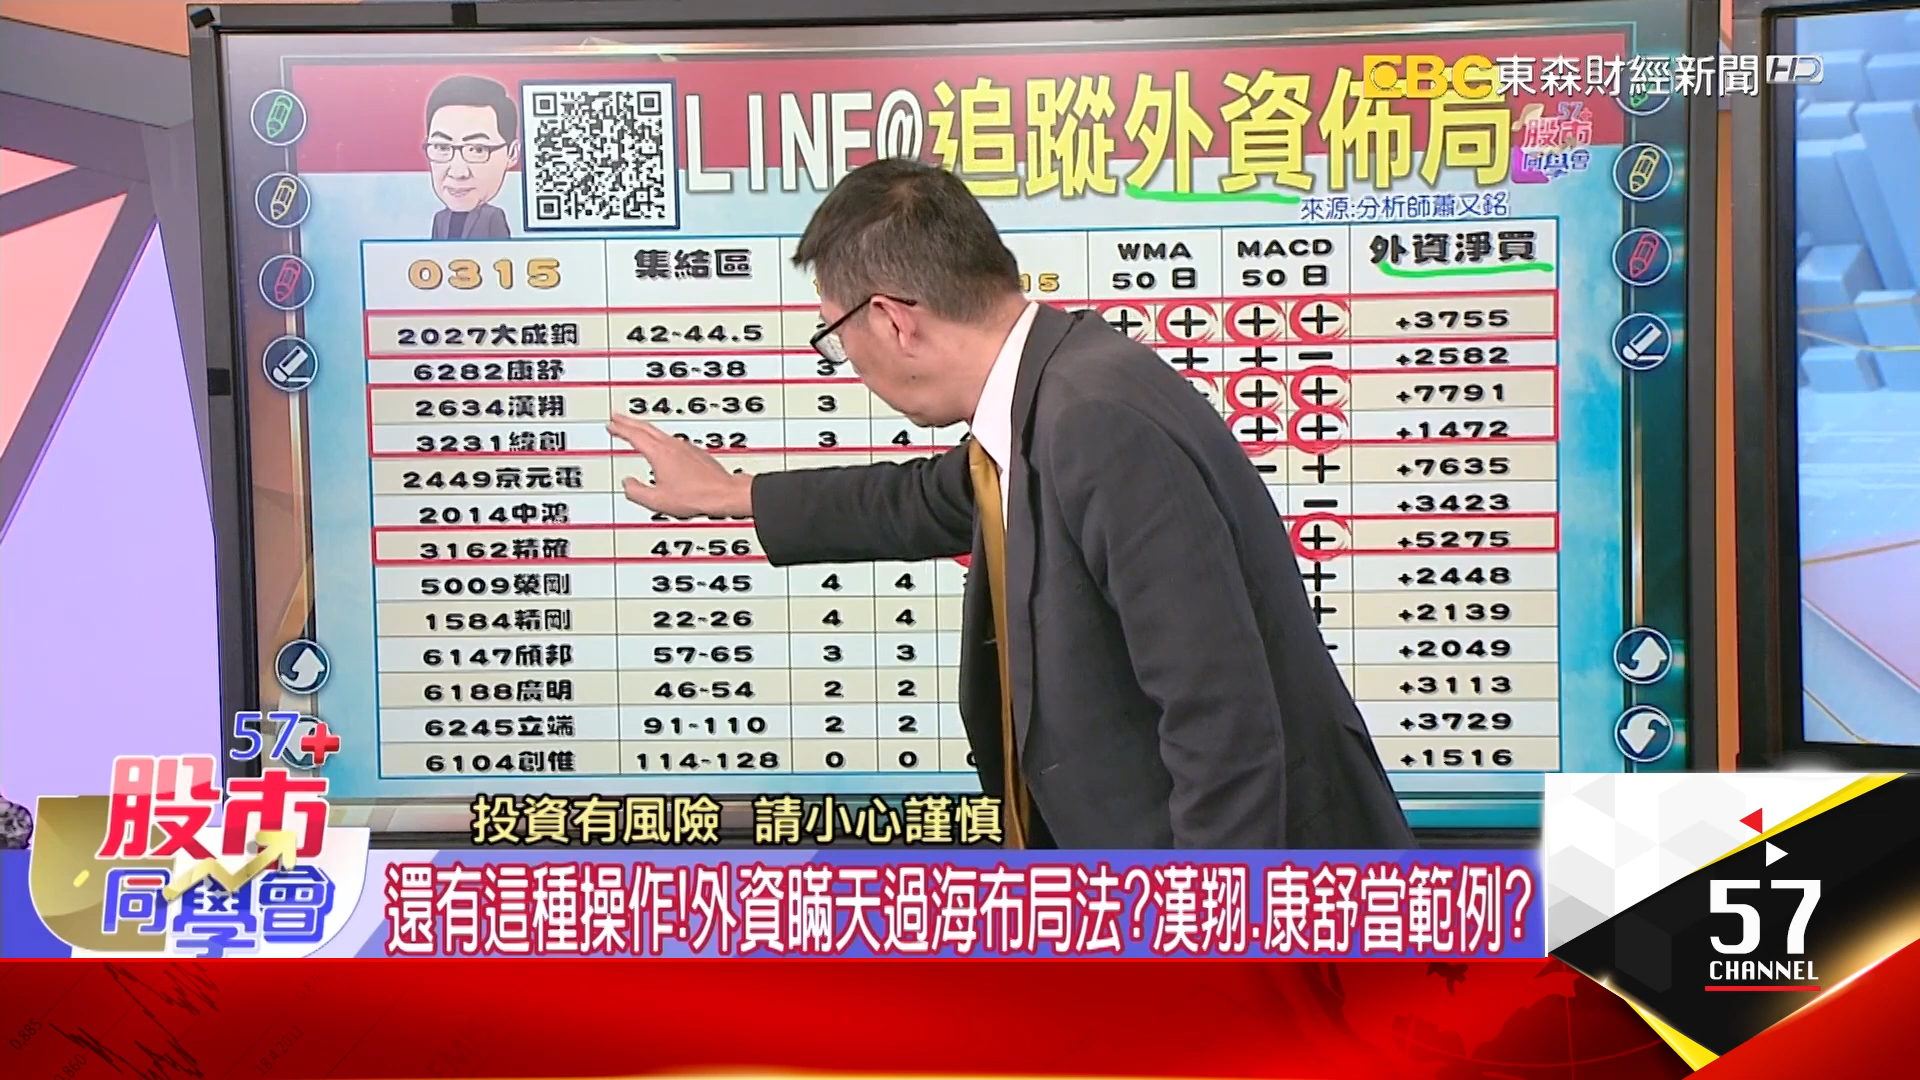 EBC東森財經新聞HD
LINE@追蹤外資佈局
57+
股市
同學會
來源:分析師蕭又銘
0315 集結區 15 WMA 50日 MACD 50日 外資淨買
2027大成鋼 42-44.5 + + + + +3755
6282康舒 36-38 3 + + - +2582
2634漢翔 34.6-36 3 + + +7791
3231緯創 -32 3 4 + + +1472
2449京元電 - + +7635
2014中鴻 - +3423
3162精確 47-56 + +5275
5009榮剛 35-45 4 4 + +2448
1584精剛 22-26 4 4 + +2139
6147頎邦 57-65 3 3 +2049
6188廣明 46-54 2 2 +3113
6245立端 91-110 2 2 +3729
6104創惟 114-128 0 0 +1516
57+
股市
同學會
投資有風險 請小心謹慎
還有這種操作!外資瞞天過海布局法?漢翔.康舒當範例?
57
CHANNEL